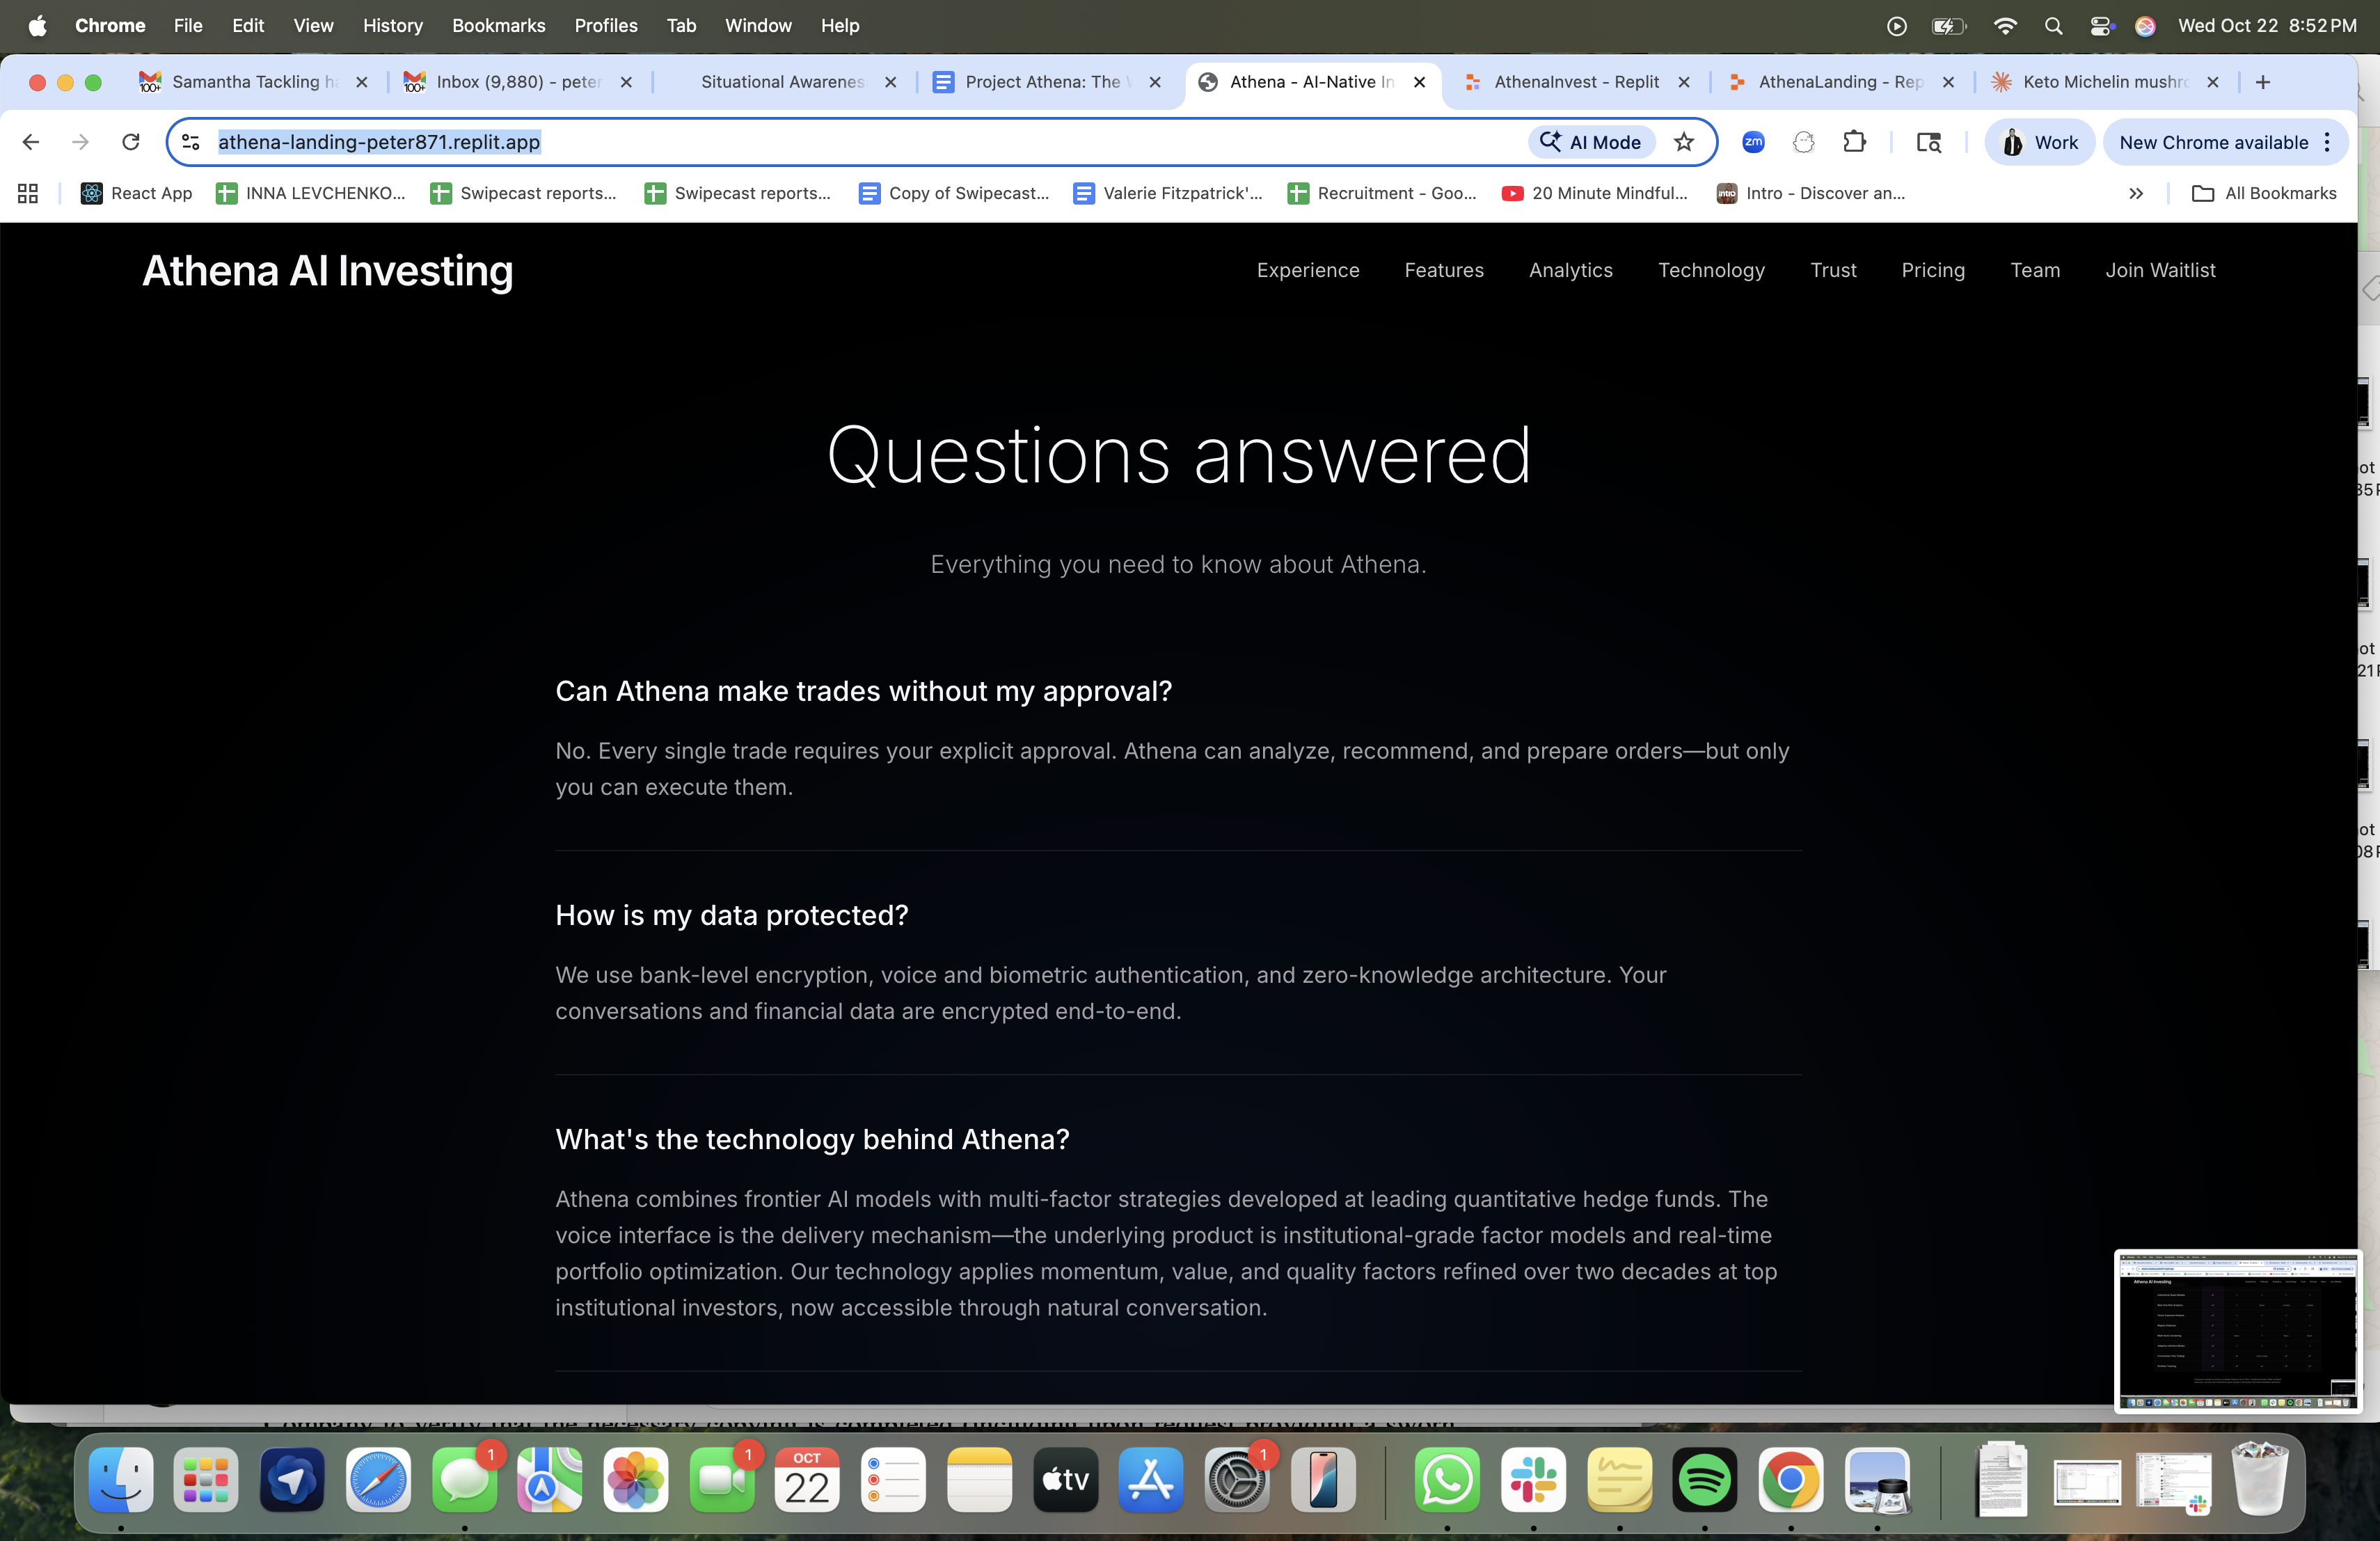 Chrome File Edit View History Bookmarks Profiles Tab Window Help Wed Oct 22 8:52 PM
Samantha Tackling ha Inbox (9,880) - peter Situational Awarenes Project Athena: The Athena - AI-Native In AthenaInvest - Replit AthenaLanding - Rep Keto Michelin mushr
athena-landing-peter871.replit.app AI Mode zm Work New Chrome available
React App INNA LEVCHENKO... Swipecast reports... Swipecast reports... Copy of Swipecast... Valerie Fitzpatrick'... Recruitment - Goo... 20 Minute Mindful... Intro - Discover an... All Bookmarks
Athena AI Investing Experience Features Analytics Technology Trust Pricing Team Join Waitlist
Questions answered
Everything you need to know about Athena.
Can Athena make trades without my approval?
No. Every single trade requires your explicit approval. Athena can analyze, recommend, and prepare orders—but only
you can execute them.
How is my data protected?
We use bank-level encryption, voice and biometric authentication, and zero-knowledge architecture. Your
conversations and financial data are encrypted end-to-end.
What's the technology behind Athena?
Athena combines frontier AI models with multi-factor strategies developed at leading quantitative hedge funds. The
voice interface is the delivery mechanism—the underlying product is institutional-grade factor models and real-time
portfolio optimization. Our technology applies momentum, value, and quality factors refined over two decades at top
institutional investors, now accessible through natural conversation.
Athena AI Investing
1 1 OCT 22 tv 1